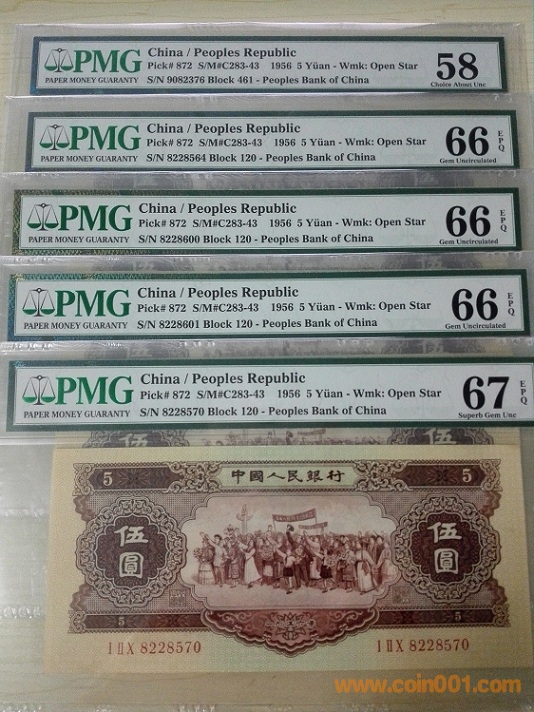 PMG
PAPER MONEY GUARANTY
China / Peoples Republic
Pick# 872 S/M#C283-43 1956 5 Yüan - Wmk: Open Star
S/N 9082376 Block 461 - Peoples Bank of China
58
Choice About Unc
PMG
PAPER MONEY GUARANTY
China / Peoples Republic
Pick# 872 S/M#C283-43 1956 5 Yüan - Wmk: Open Star
S/N 8228564 Block 120 - Peoples Bank of China
66 EPQ
Gem Uncirculated
PMG
PAPER MONEY GUARANTY
China / Peoples Republic
Pick# 872 S/M#C283-43 1956 5 Yüan - Wmk: Open Star
S/N 8228600 Block 120 - Peoples Bank of China
66 EPQ
Gem Uncirculated
PMG
PAPER MONEY GUARANTY
China / Peoples Republic
Pick# 872 S/M#C283-43 1956 5 Yüan - Wmk: Open Star
S/N 8228601 Block 120 - Peoples Bank of China
66 EPQ
Gem Uncirculated
PMG
PAPER MONEY GUARANTY
China / Peoples Republic
Pick# 872 S/M#C283-43 1956 5 Yüan - Wmk: Open Star
S/N 8228570 Block 120 - Peoples Bank of China
67 EPQ
Superb Gem Unc
5 中國人民銀行 5
伍圓 伍圓
5 5
I II X 8228570 I II X 8228570
www.coin001.com